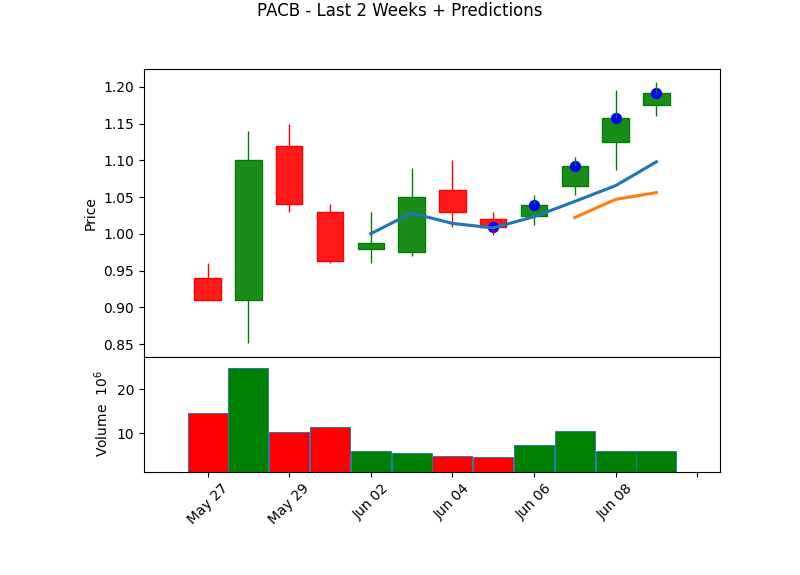 PACB - Last 2 Weeks + Predictions
Price
1.20
1.15
1.10
1.05
1.00
0.95
0.90
0.85
Volume 10^6
20
10
May 27
May 29
Jun 02
Jun 04
Jun 06
Jun 08